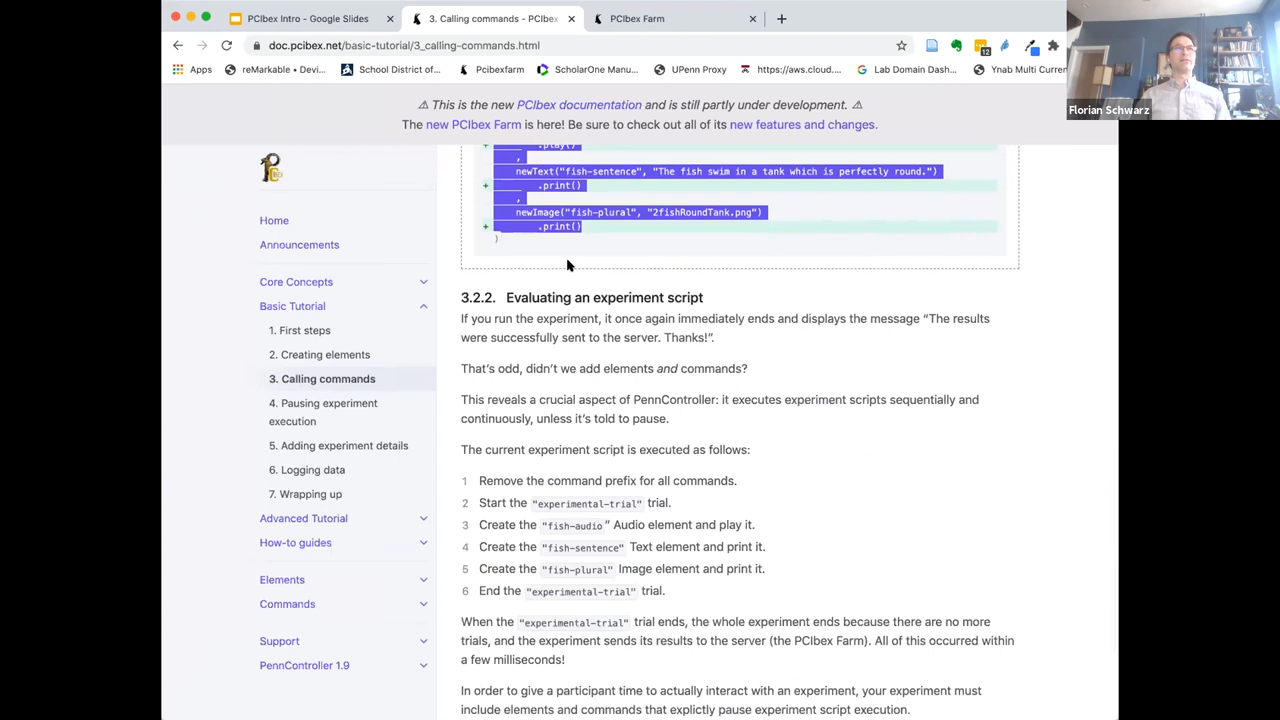 PCIbex Intro - Google Slides
3. Calling commands - PCIbex
PCIbex Farm
doc.pcibex.net/basic-tutorial/3_calling-commands.html
12
Apps
reMarkable • Devi...
School District of...
Pcibexfarm
ScholarOne Manu...
UPenn Proxy
https://aws.cloud....
Lab Domain Dash...
Ynab Multi Curren
Florian Schwarz
⚠ This is the new PCIbex documentation and is still partly under development. ⚠
The new PCIbex Farm is here! Be sure to check out all of its new features and changes.
Home
Announcements
Core Concepts
Basic Tutorial
1. First steps
2. Creating elements
3. Calling commands
4. Pausing experiment
execution
5. Adding experiment details
6. Logging data
7. Wrapping up
Advanced Tutorial
How-to guides
Elements
Commands
Support
PennController 1.9
+ .play()
,
newText("fish-sentence", "The fish swim in a tank which is perfectly round.")
+ .print()
,
newImage("fish-plural", "2fishRoundTank.png")
+ .print()
)
3.2.2. Evaluating an experiment script
If you run the experiment, it once again immediately ends and displays the message “The results
were successfully sent to the server. Thanks!”.
That’s odd, didn’t we add elements and commands?
This reveals a crucial aspect of PennController: it executes experiment scripts sequentially and
continuously, unless it’s told to pause.
The current experiment script is executed as follows:
1 Remove the command prefix for all commands.
2 Start the "experimental-trial" trial.
3 Create the "fish-audio“ Audio element and play it.
4 Create the "fish-sentence" Text element and print it.
5 Create the "fish-plural" Image element and print it.
6 End the "experimental-trial" trial.
When the "experimental-trial" trial ends, the whole experiment ends because there are no more
trials, and the experiment sends its results to the server (the PCIbex Farm). All of this occurred within
a few milliseconds!
In order to give a participant time to actually interact with an experiment, your experiment must
include elements and commands that explictly pause experiment script execution.